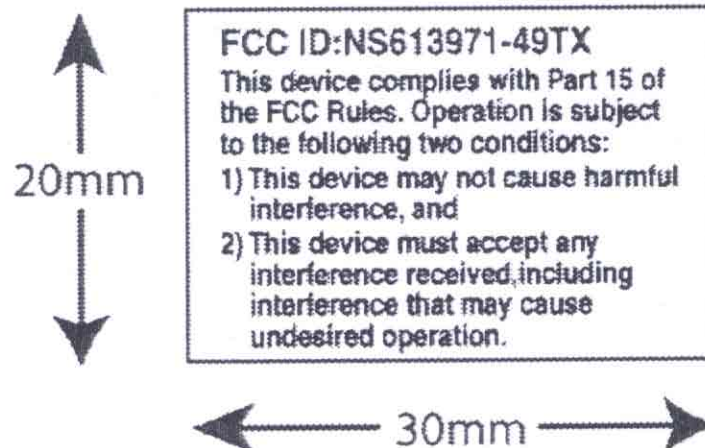 FCC ID:NS613971-49TX
This device complies with Part 15 of
the FCC Rules. Operation is subject
to the following two conditions:
1) This device may not cause harmful
interference, and
2) This device must accept any
interference received,including
interference that may cause
undesired operation.
20mm
30mm